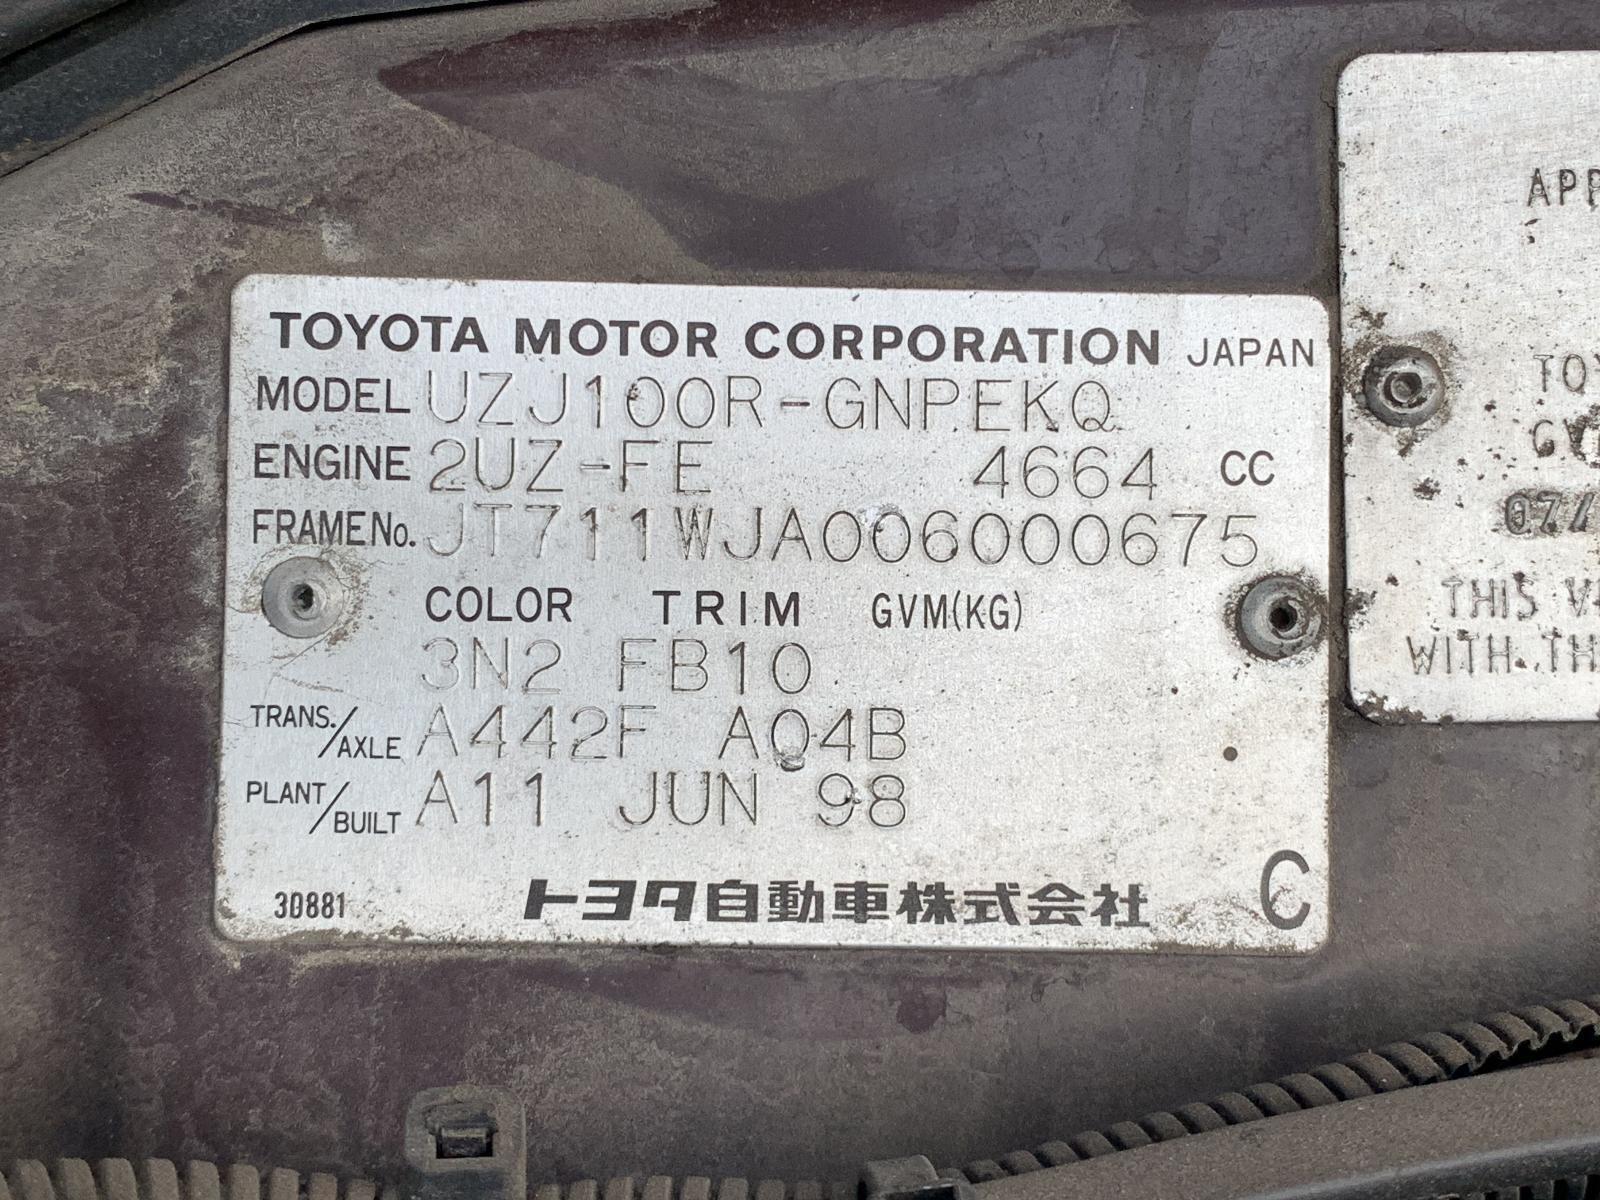 TOYOTA MOTOR CORPORATION JAPAN
MODEL UZJ100R-GNPEKQ
ENGINE 2UZ-FE 4664 CC
FRAME No. JT711WJA006000675
COLOR TRIM GVM(KG)
3N2 FB10
TRANS./AXLE A442F A04B
PLANT/BUILT A11 JUN 98
30881 トヨタ自動車株式会社 C
THIS
WITH